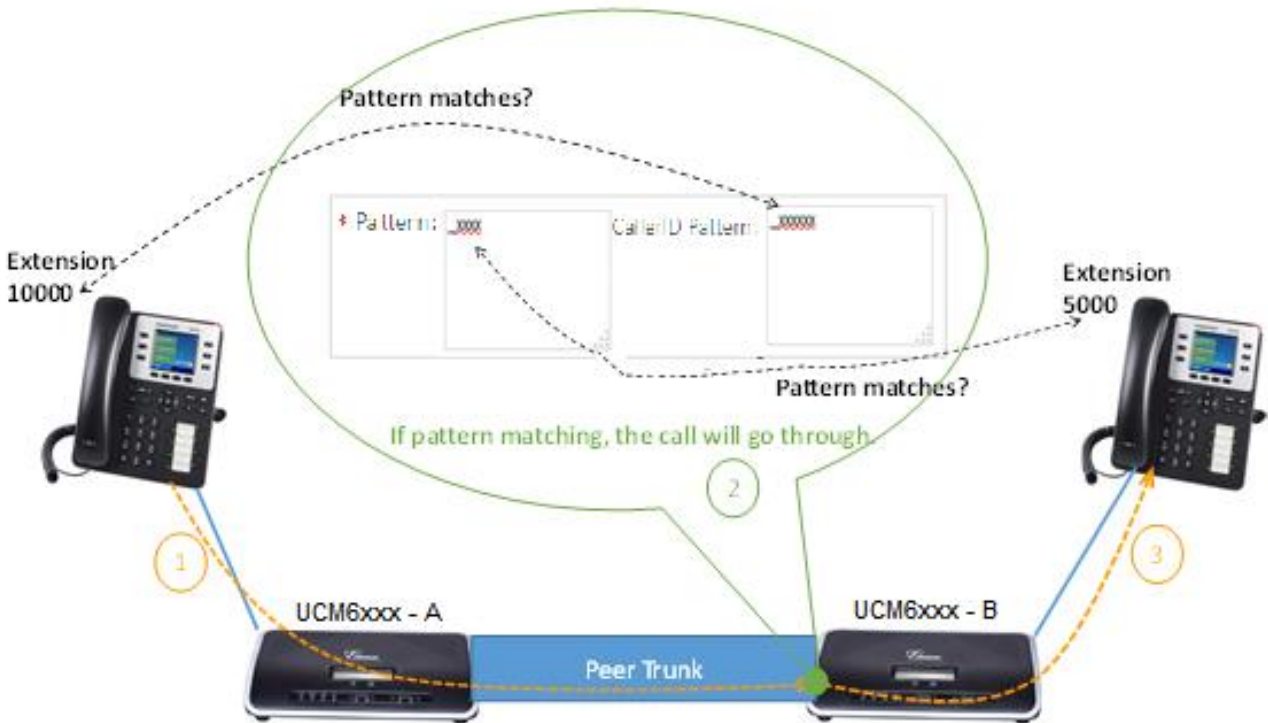 Pattern matches?
* Pattern:
_XXXX
CallerID Pattern:
Extension
10000
Extension
5000
Pattern matches?
If pattern matching, the call will go through.
2
1
3
UCM6xxx - A
UCM6xxx - B
Peer Trunk